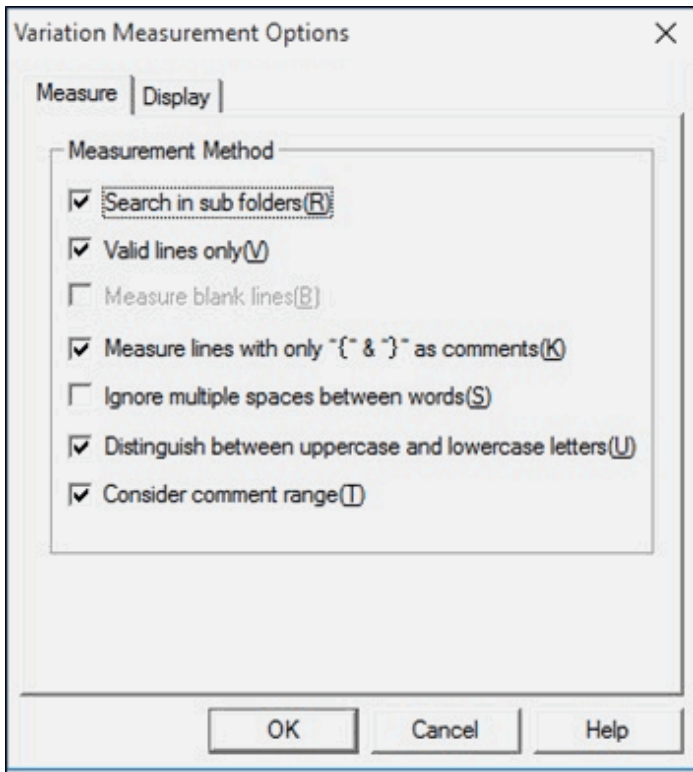 Variation Measurement Options
Measure Display
Measurement Method
Search in sub folders(R)
Valid lines only(V)
Measure blank lines(B)
Measure lines with only "{" & "}" as comments(K)
Ignore multiple spaces between words(S)
Distinguish between uppercase and lowercase letters(U)
Consider comment range(T)
OK Cancel Help